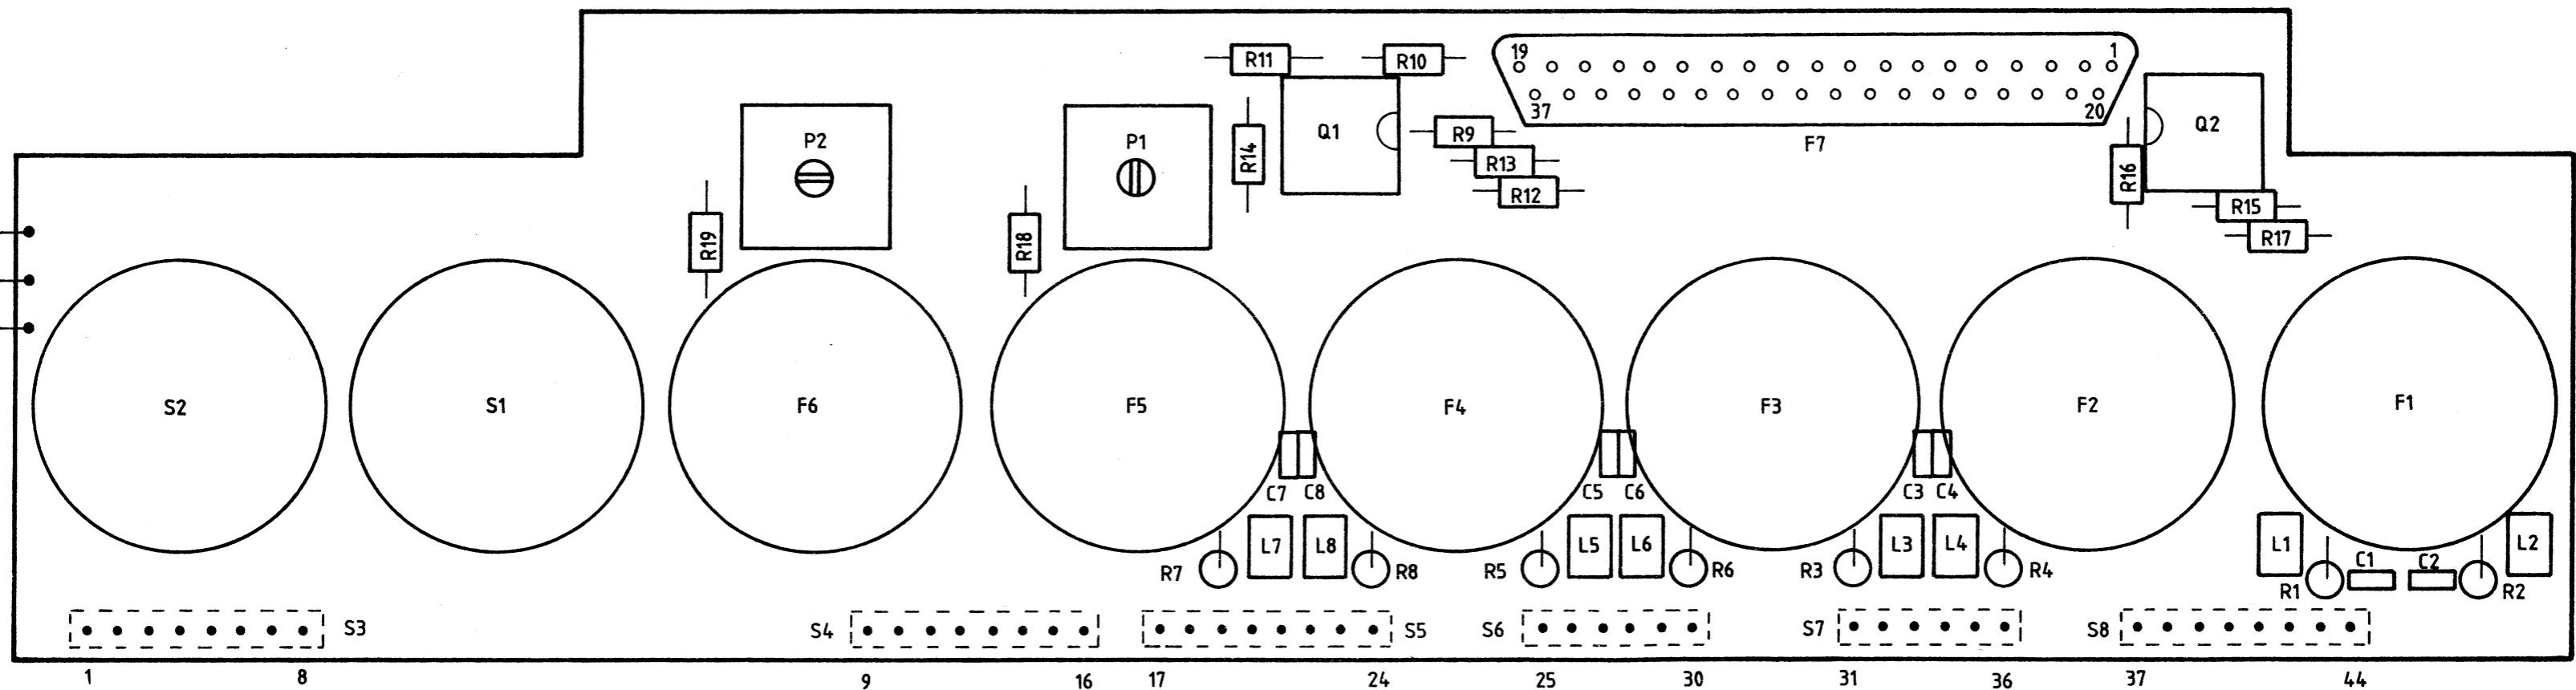 19 1
R11 R10
37 20
P2 P1 R14 Q1 R9 F7 R16 Q2
R13
R12
R15
R19 R18 R17
S2 S1 F6 F5 F4 F3 F2 F1
C7 C8 C5 C6 C3 C4
L7 L8 L5 L6 L3 L4 L1 L2
R7 R8 R5 R6 R3 R4 C1 C2
R1 R2
S3 S4 S5 S6 S7 S8
1 8 9 16 17 24 25 30 31 36 37 44